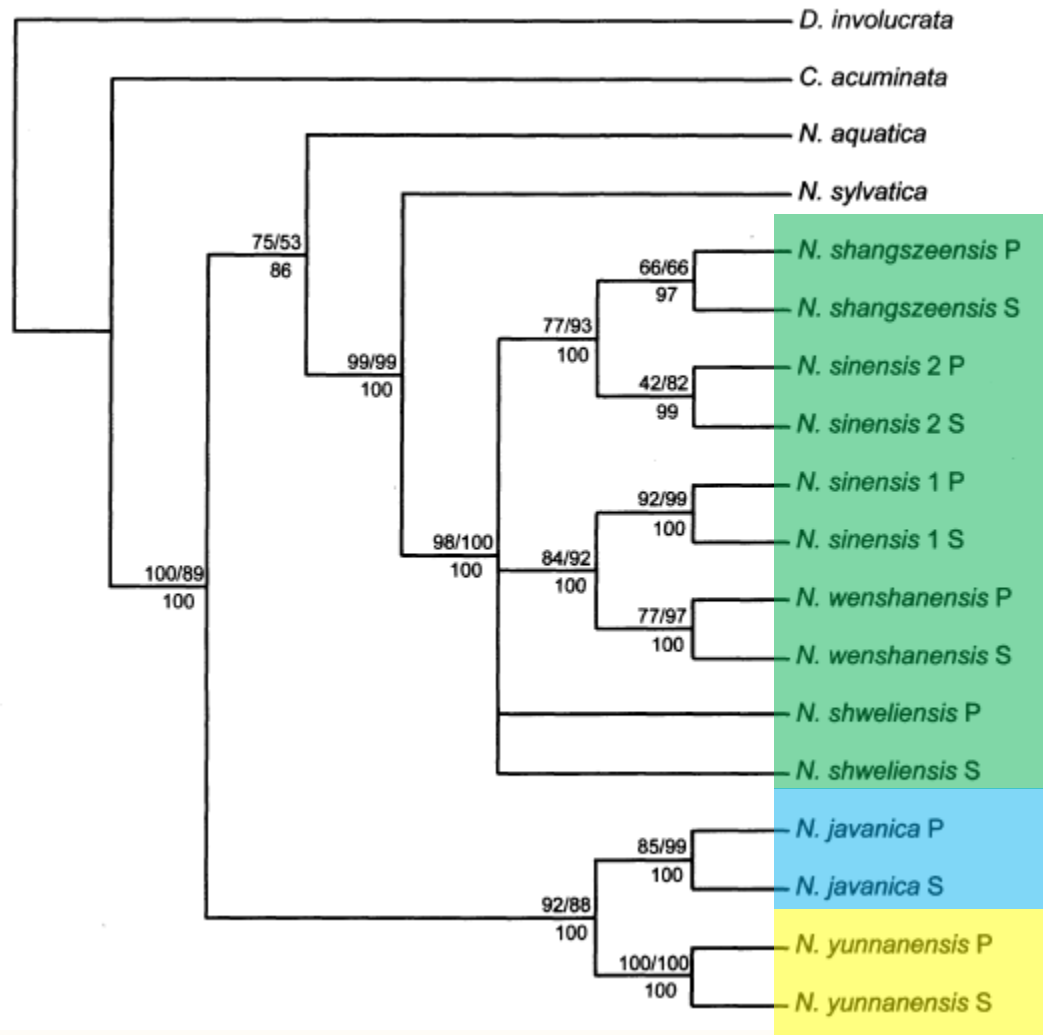 D. involucrata
C. acuminata
N. aquatica
N. sylvatica
75/53
86
N. shangszeensis P
66/66
97
N. shangszeensis S
77/93
100
99/99
100
N. sinensis 2 P
42/82
99
N. sinensis 2 S
N. sinensis 1 P
92/99
100
N. sinensis 1 S
98/100
100
84/92
100
100/89
100
N. wenshanensis P
77/97
100
N. wenshanensis S
N. shweliensis P
N. shweliensis S
N. javanica P
85/99
100
N. javanica S
92/88
100
N. yunnanensis P
100/100
100
N. yunnanensis S